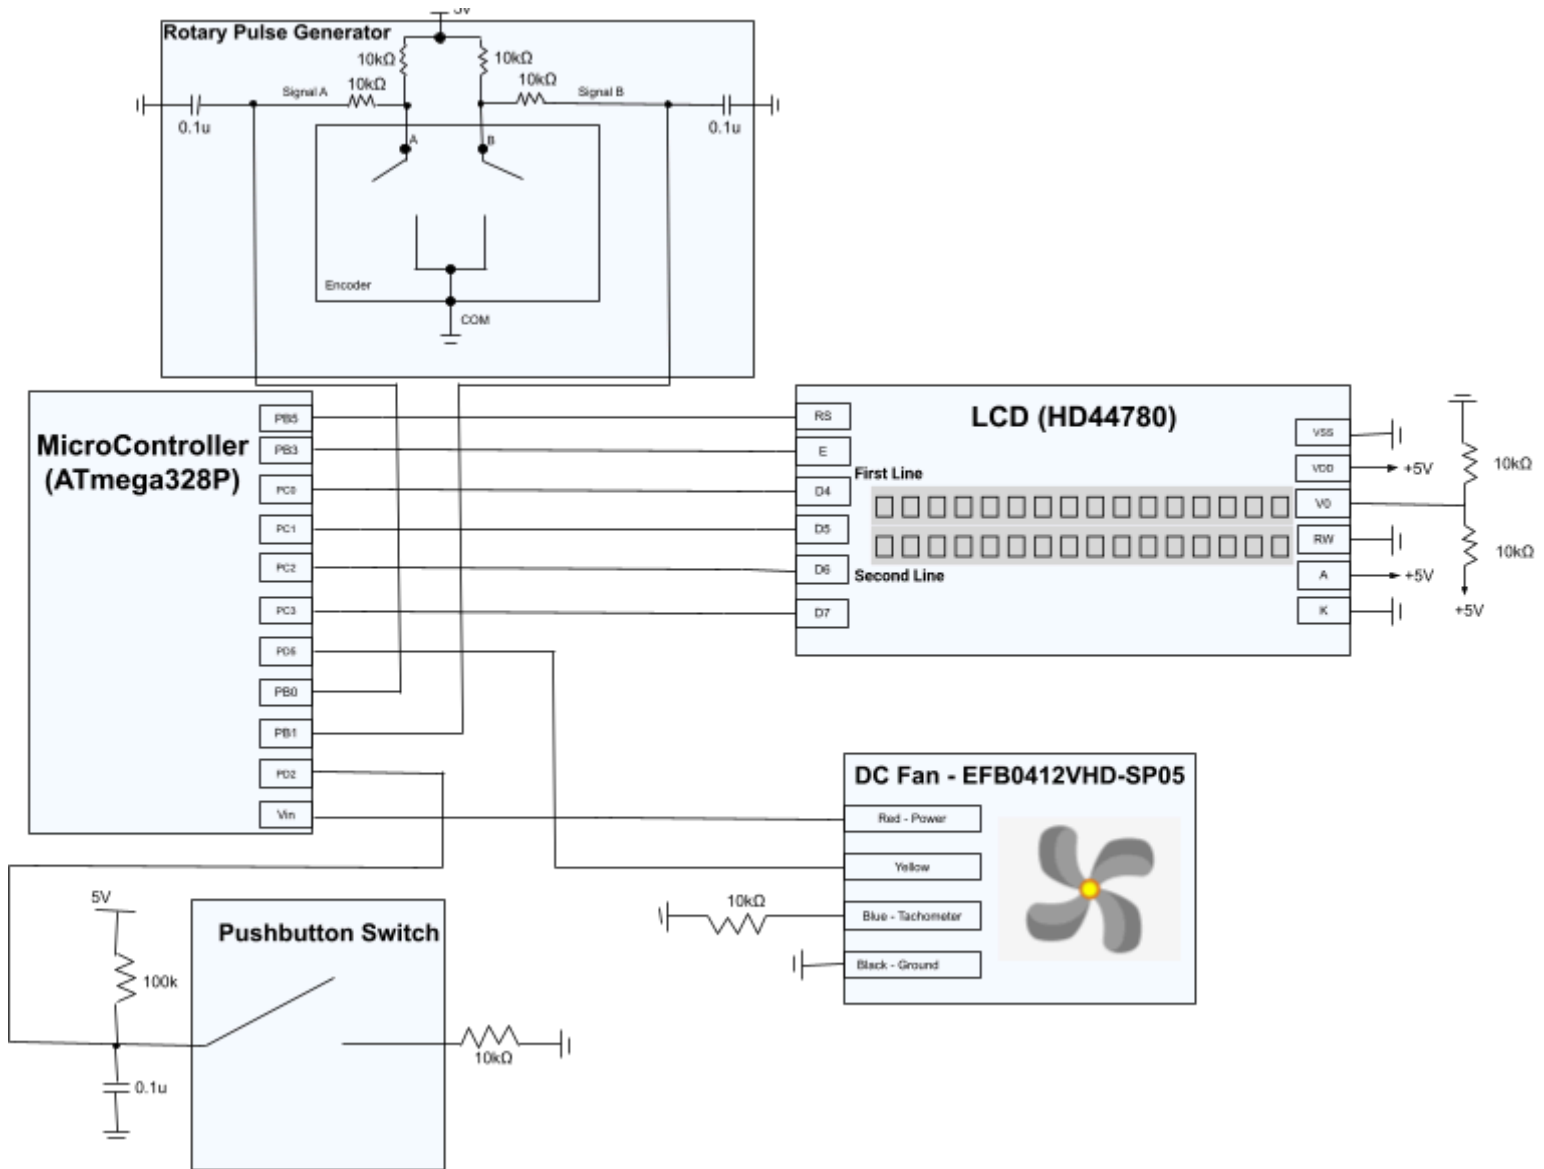 5V
Rotary Pulse Generator
10kΩ
10kΩ
10kΩ
10kΩ
Signal A
Signal B
0.1u
0.1u
A
B
Encoder
COM
MicroController
(ATmega328P)
PB5
PB3
PC0
PC1
PC2
PC3
PD5
PB0
PB1
PD2
Vin
LCD (HD44780)
RS
E
D4
D5
D6
D7
First Line
Second Line
VSS
VDD
+5V
V0
RW
A
+5V
K
10kΩ
10kΩ
+5V
DC Fan - EFB0412VHD-SP05
Red - Power
Yellow
Blue - Tachometer
Black - Ground
10kΩ
5V
100k
0.1u
Pushbutton Switch
10kΩ